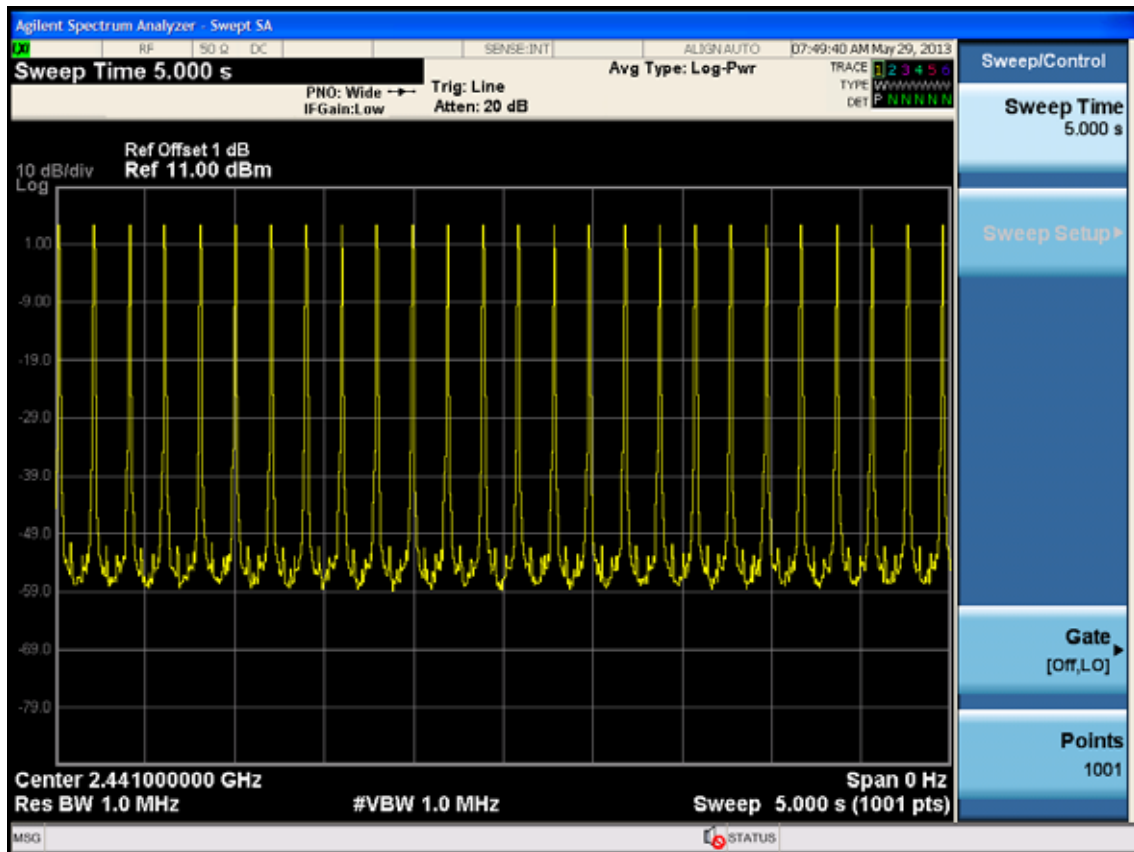 Agilent Spectrum Analyzer - Swept SA
LXI RF 50 Ω DC SENSE:INT ALIGNAUTO 07:49:40 AM May 29, 2013
Sweep Time 5.000 s
Avg Type: Log-Pwr
TRACE 1 2 3 4 5 6
PNO: Wide
Trig: Line
TYPE WWWWWW
IFGain:Low
Atten: 20 dB
DET P N N N N N
Ref Offset 1 dB
10 dB/div Ref 11.00 dBm
Log
1.00
-9.00
-19.0
-29.0
-39.0
-49.0
-59.0
-69.0
-79.0
Center 2.441000000 GHz Span 0 Hz
Res BW 1.0 MHz #VBW 1.0 MHz Sweep 5.000 s (1001 pts)
MSG STATUS
Sweep/Control
Sweep Time
5.000 s
Sweep Setup
Gate
[Off,LO]
Points
1001